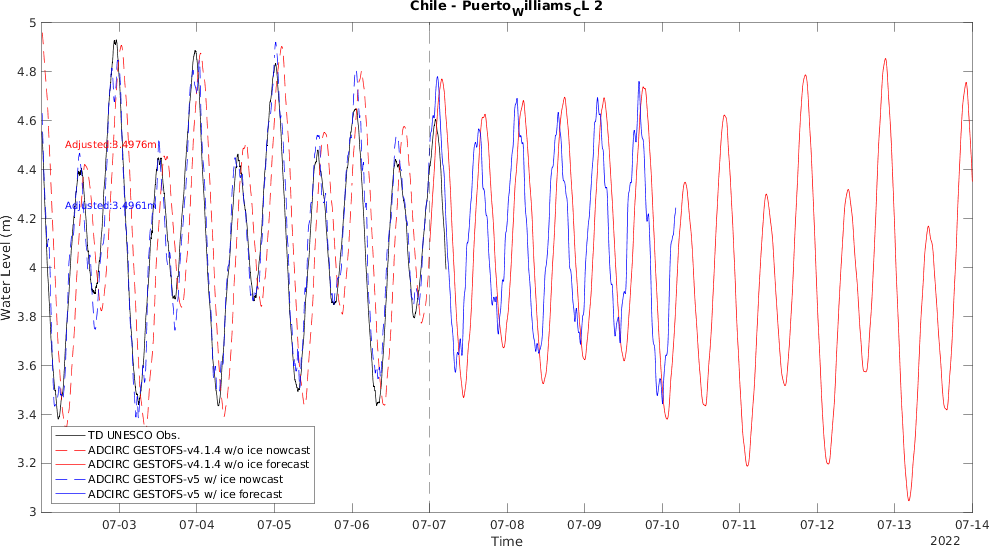 Chile - PuertoWilliamsCL 2
5
4.8
4.6
4.4
4.2
4
3.8
3.6
3.4
3.2
3
Water Level (m)
Adjusted:3.4976m
Adjusted:3.4961m
TD UNESCO Obs.
ADCIRC GESTOFS-v4.1.4 w/o ice nowcast
ADCIRC GESTOFS-v4.1.4 w/o ice forecast
ADCIRC GESTOFS-v5 w/ ice nowcast
ADCIRC GESTOFS-v5 w/ ice forecast
07-03 07-04 07-05 07-06 07-07 07-08 07-09 07-10 07-11 07-12 07-13 07-14
Time
2022